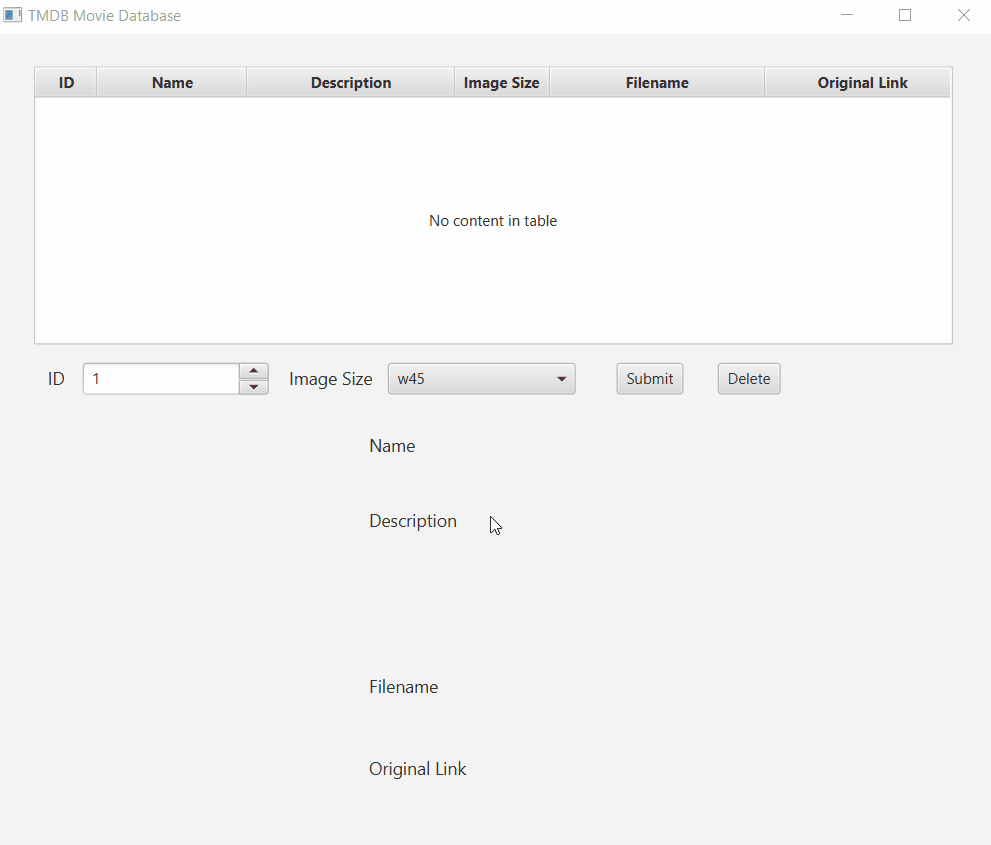 TMDB Movie Database
ID Name Description Image Size Filename Original Link
No content in table
ID 1 Image Size w45 Submit Delete
Name
Description
Filename
Original Link